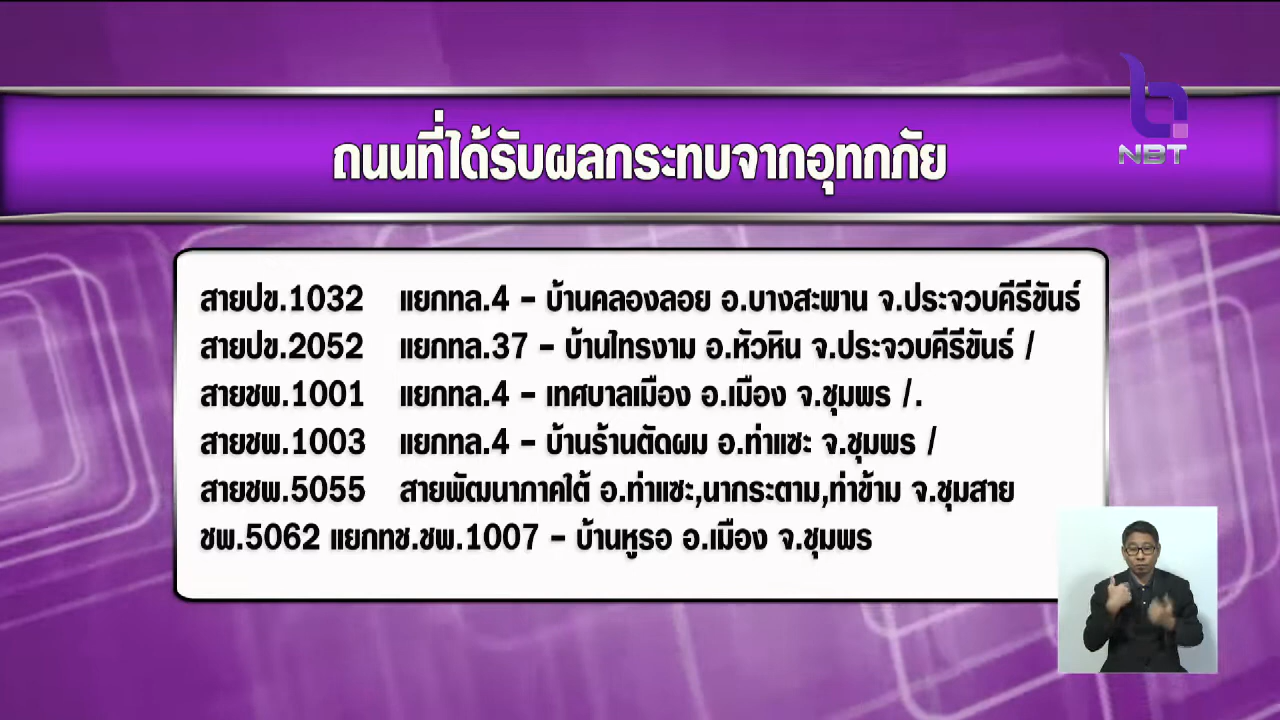 NBT
ถนนที่ได้รับผลกระทบจากอุทกภัย
สายปข.1032 แยกทล.4 - บ้านคลองลอย อ.บางสะพาน จ.ประจวบคีรีขันธ์
สายปข.2052 แยกทล.37 - บ้านไทรงาม อ.หัวหิน จ.ประจวบคีรีขันธ์ /
สายชพ.1001 แยกทล.4 - เทศบาลเมือง อ.เมือง จ.ชุมพร /.
สายชพ.1003 แยกทล.4 - บ้านร้านตัดผม อ.ท่าแซะ จ.ชุมพร /
สายชพ.5055 สายพัฒนาภาคใต้ อ.ท่าแซะ,นากระตาม,ท่าข้าม จ.ชุมสาย
ชพ.5062 แยกทช.ชพ.1007 - บ้านหูรอ อ.เมือง จ.ชุมพร